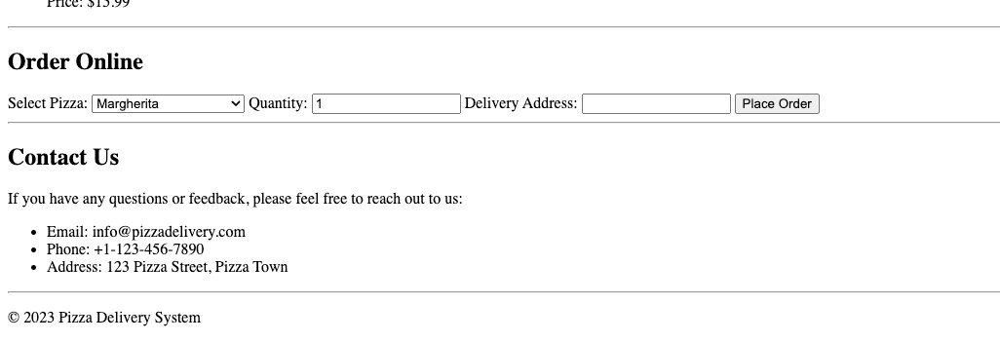 Price: $15.99
Order Online
Select Pizza: Margherita Quantity: 1 Delivery Address: Place Order
Contact Us
If you have any questions or feedback, please feel free to reach out to us:
• Email: info@pizzadelivery.com
• Phone: +1-123-456-7890
• Address: 123 Pizza Street, Pizza Town
© 2023 Pizza Delivery System